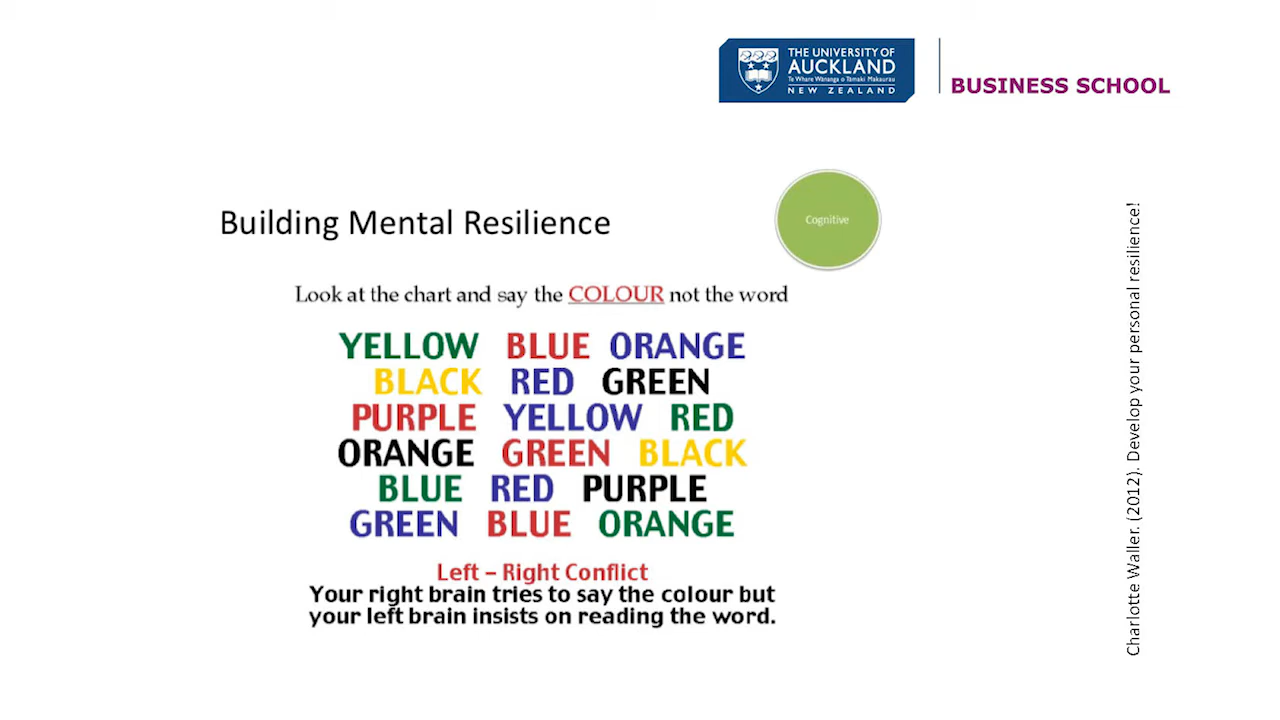 THE UNIVERSITY OF
AUCKLAND
Te Whare Wānanga o Tāmaki Makaurau
NEW ZEALAND
BUSINESS SCHOOL
Building Mental Resilience
Cognitive
Look at the chart and say the COLOUR not the word
YELLOW BLUE ORANGE
BLACK RED GREEN
PURPLE YELLOW RED
ORANGE GREEN BLACK
BLUE RED PURPLE
GREEN BLUE ORANGE
Left – Right Conflict
Your right brain tries to say the colour but
your left brain insists on reading the word.
Charlotte Waller. (2012). Develop your personal resilience!